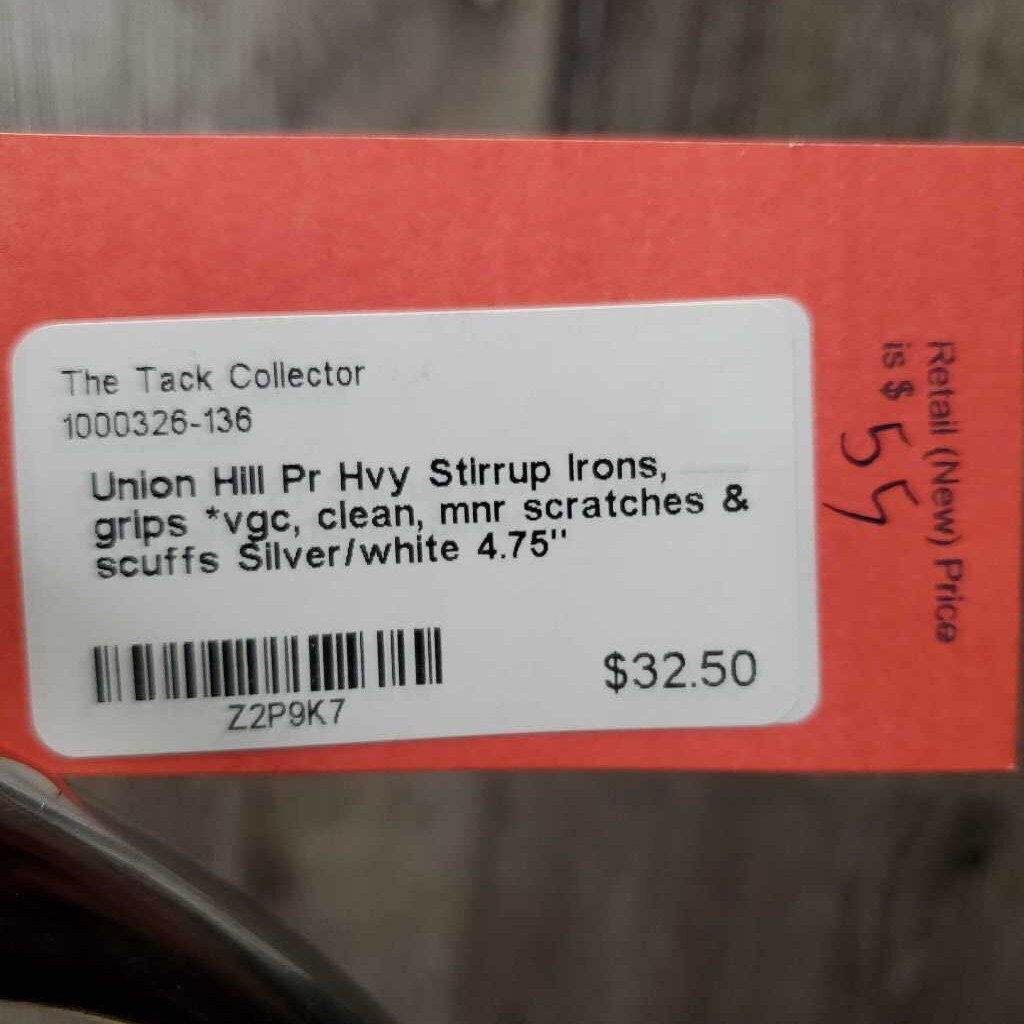 The Tack Collector
1000326-136
Union Hill Pr Hvy Stirrup Irons,
grips *vgc, clean, mnr scratches &
scuffs Silver/white 4.75"
$32.50
Z2P9K7
Retail (New) Price
is $ 55